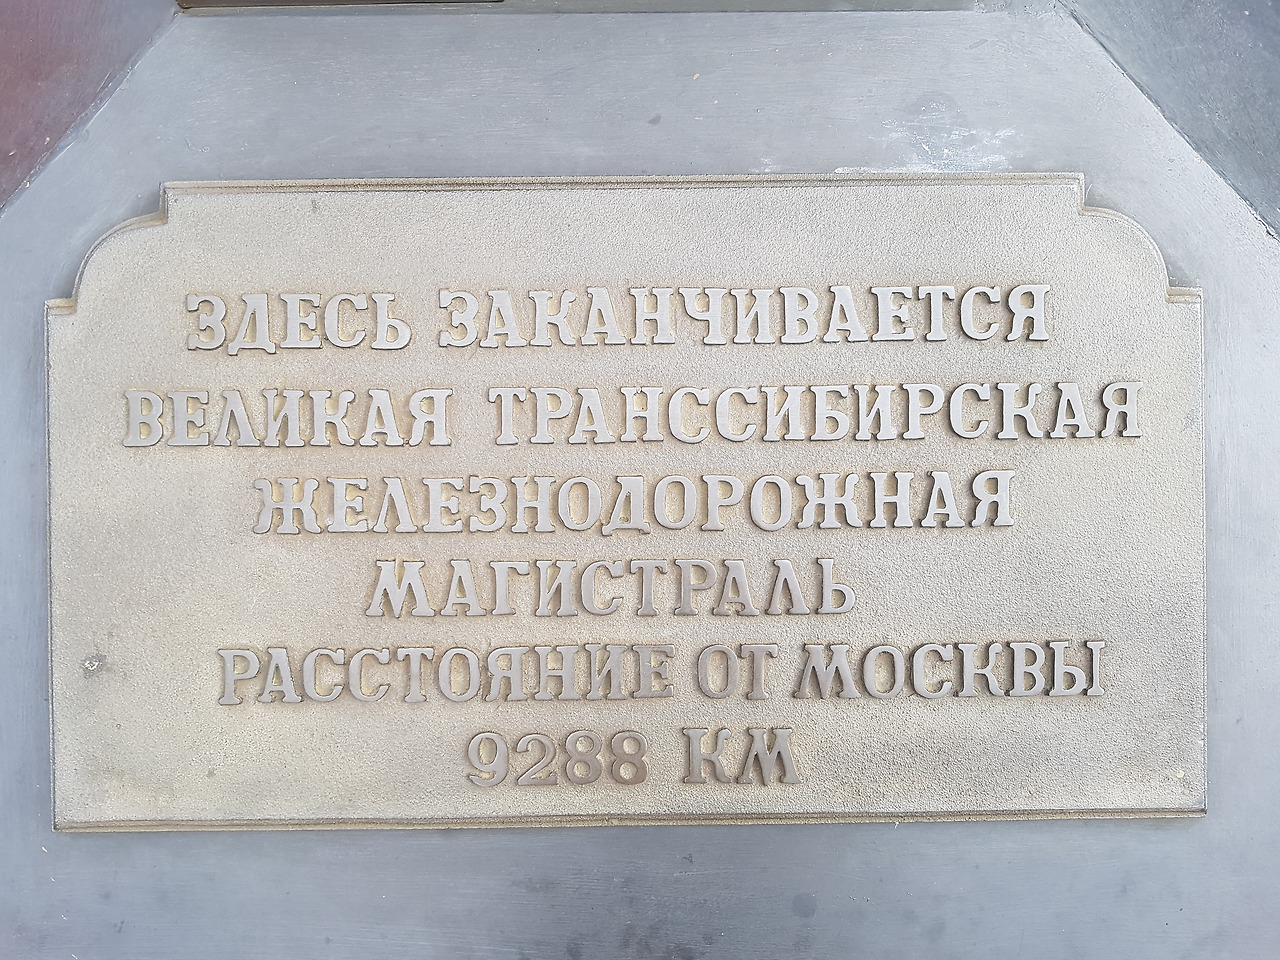 ЗДЕСЬ ЗАКАНЧИВАЕТСЯ
ВЕЛИКАЯ ТРАНССИБИРСКАЯ
ЖЕЛЕЗНОДОРОЖНАЯ
МАГИСТРАЛЬ
РАССТОЯНИЕ ОТ МОСКВЫ
9288 КМ